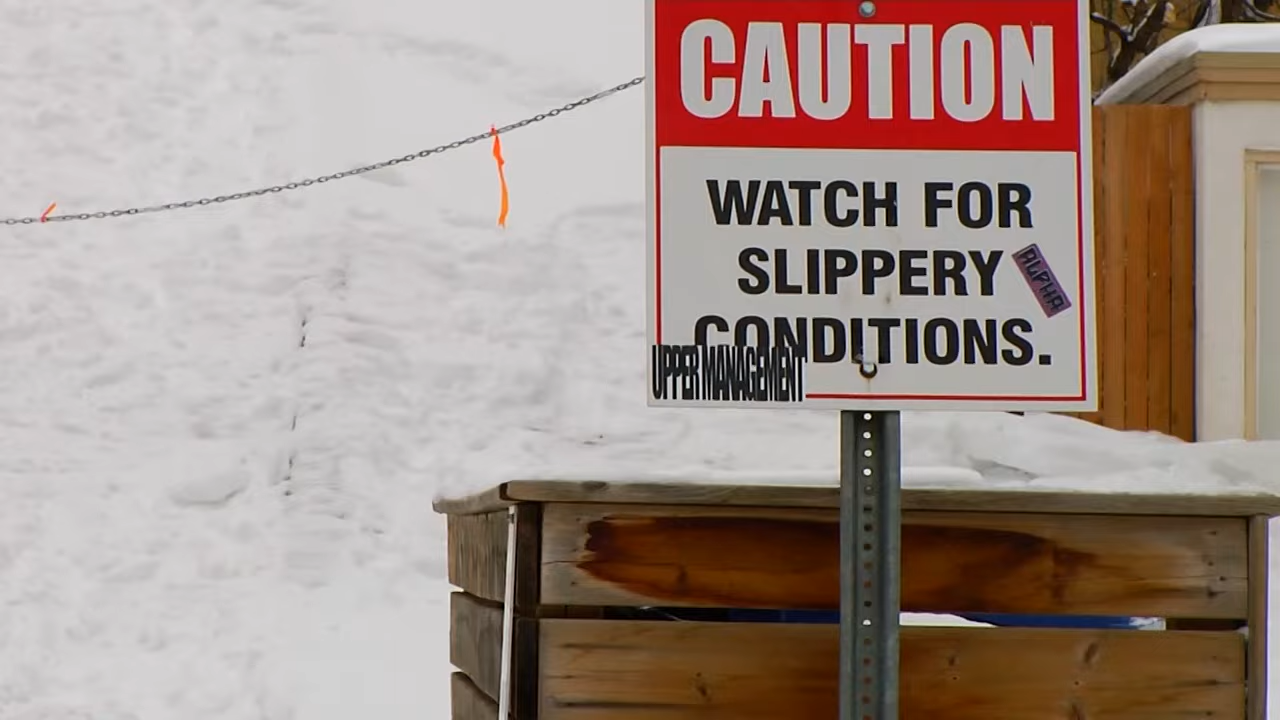 CAUTION
WATCH FOR
SLIPPERY
ALPHA
CONDITIONS.
UPPER MANAGEMENT